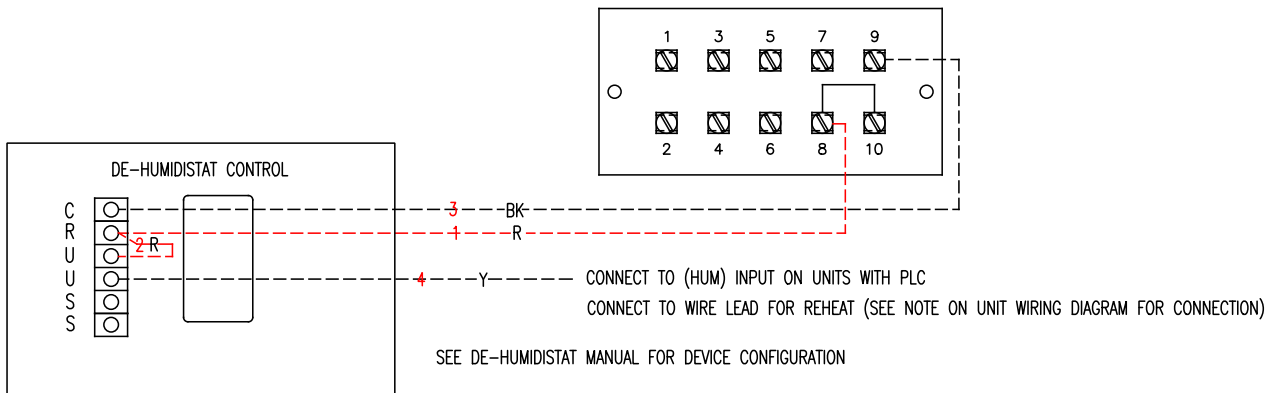 1 3 5 7 9
2 4 6 8 10
DE-HUMIDISTAT CONTROL
C 3 BK
R 1 R
2 R
U
U 4 Y CONNECT TO (HUM) INPUT ON UNITS WITH PLC
S CONNECT TO WIRE LEAD FOR REHEAT (SEE NOTE ON UNIT WIRING DIAGRAM FOR CONNECTION)
S
SEE DE-HUMIDISTAT MANUAL FOR DEVICE CONFIGURATION